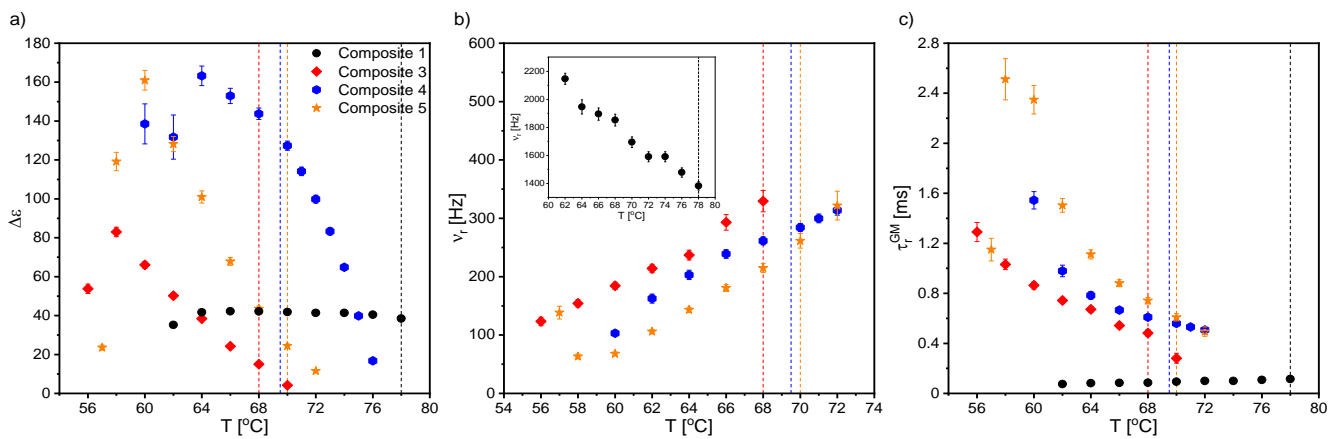 a)
180
160
140
120
100
80
60
40
20
0
Δε
56 60 64 68 72 76 80
T [°C]
Composite 1
Composite 3
Composite 4
Composite 5
b)
600
500
400
300
200
100
0
νr [Hz]
54 56 58 60 62 64 66 68 70 72 74
T [°C]
2200
2000
1800
1600
1400
νr [Hz]
60 62 64 66 68 70 72 74 76 78 80
T [°C]
c)
2.8
2.4
2.0
1.6
1.2
0.8
0.4
0
τrGM [ms]
56 60 64 68 72 76 80
T [°C]